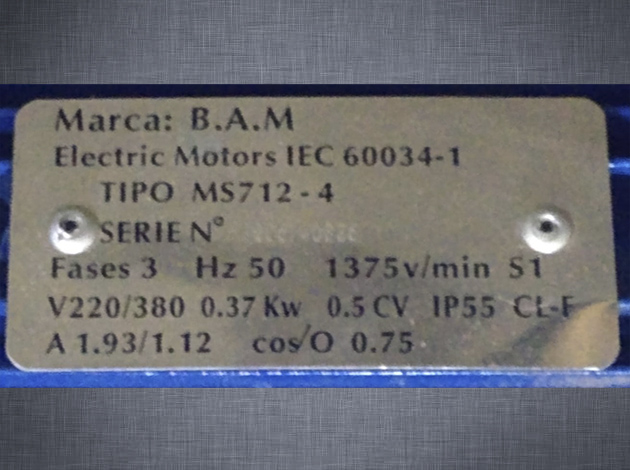 Marca: B.A.M
Electric Motors IEC 60034-1
TIPO MS712-4
SERIE Nº
Fases 3 Hz 50 1375v/min S1
V220/380 0.37 Kw 0.5 CV IP55 CL-F
A 1.93/1.12 cos/O 0.75